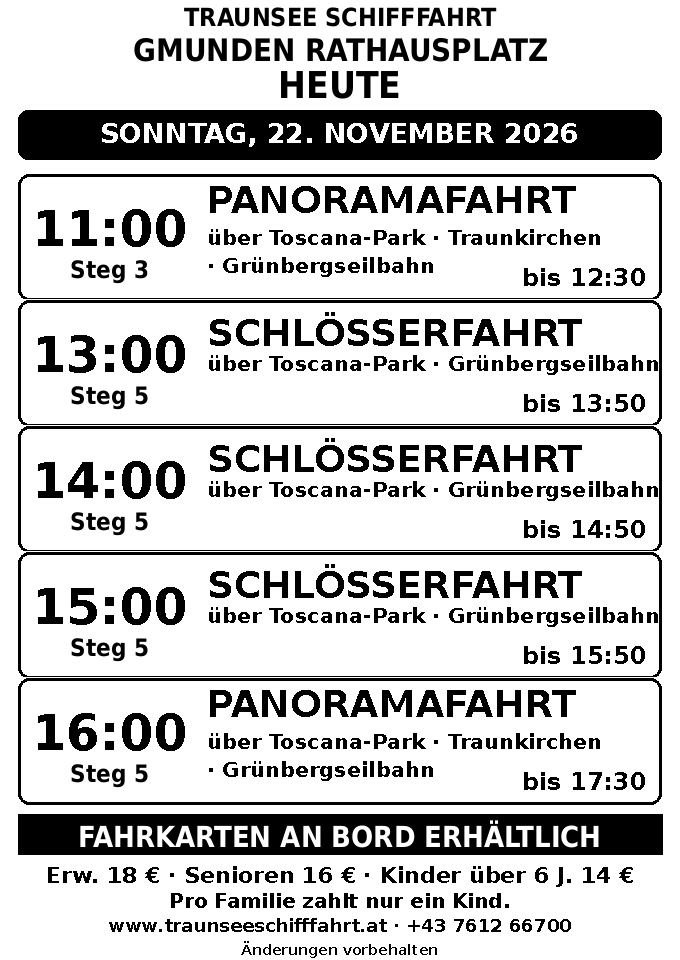 TRAUNSEE SCHIFFFAHRT
GMUNDEN RATHAUSPLATZ
HEUTE
SONNTAG, 22. NOVEMBER 2026
11:00
Steg 3
PANORAMAFAHRT
über Toscana-Park · Traunkirchen
· Grünbergseilbahn
bis 12:30
13:00
Steg 5
SCHLÖSSERFAHRT
über Toscana-Park · Grünbergseilbahn
bis 13:50
14:00
Steg 5
SCHLÖSSERFAHRT
über Toscana-Park · Grünbergseilbahn
bis 14:50
15:00
Steg 5
SCHLÖSSERFAHRT
über Toscana-Park · Grünbergseilbahn
bis 15:50
16:00
Steg 5
PANORAMAFAHRT
über Toscana-Park · Traunkirchen
· Grünbergseilbahn
bis 17:30
FAHRKARTEN AN BORD ERHÄLTLICH
Erw. 18 € · Senioren 16 € · Kinder über 6 J. 14 €
Pro Familie zahlt nur ein Kind.
www.traunseeschifffahrt.at · +43 7612 66700
Änderungen vorbehalten